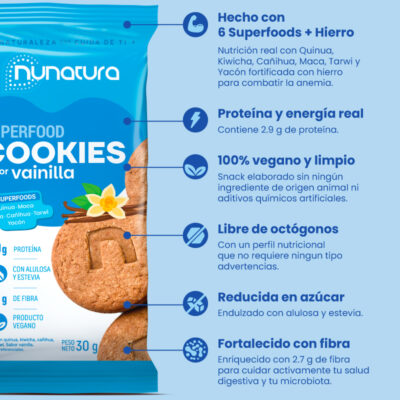 NATURALEZA QUE CUIDA DE TI
nunatura
PERFOOD
COOKIES
or vainilla
SUPERFOODS
Quinua · Maca
Cañihua · Tarwi
Yacón
g PROTEÍNA
CON ALULOSA
Y ESTEVIA
g DE FIBRA
PRODUCTO
VEGANO
PESO
NETO 30 g
Hecho con
6 Superfoods + Hierro
Nutrición real con Quinua,
Kiwicha, Cañihua, Maca, Tarwi y
Yacón fortificada con hierro
para combatir la anemia.
Proteína y energía real
Contiene 2.9 g de proteína.
100% vegano y limpio
Snack elaborado sin ningún
ingrediente de origen animal ni
aditivos químicos artificiales.
Libre de octógonos
Con un perfil nutricional
que no requiere ningun tipo
advertencias.
Reducida en azúcar
Endulzado con alulosa y estevia.
Fortalecido con fibra
Enriquecido con 2.7 g de fibra
para cuidar activamente tu salud
digestiva y tu microbiota.